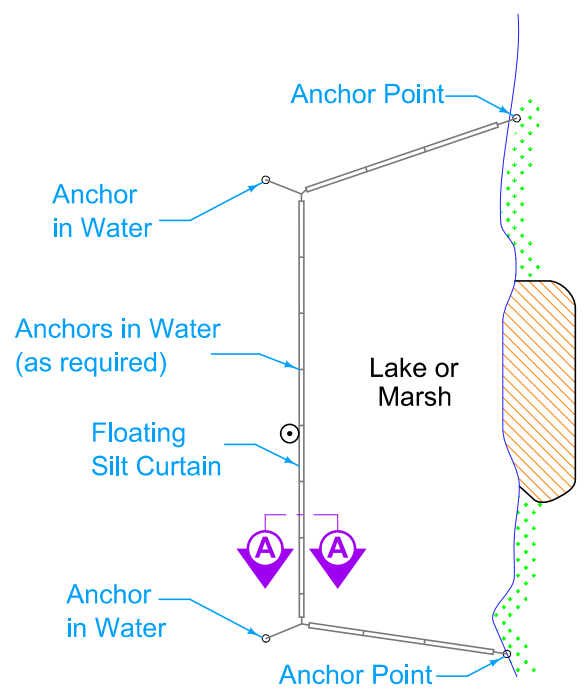 Anchor Point
Anchor
in Water
Anchors in Water
(as required)
Lake or
Marsh
Floating
Silt Curtain
A
A
Anchor
in Water
Anchor Point